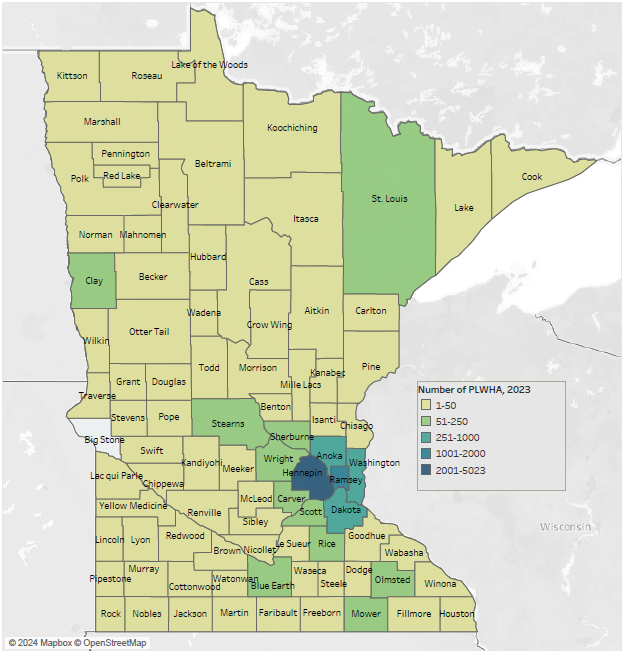 Lake of the Woods
Kittson
Roseau
Marshall
Koochiching
Pennington
Beltrami
Polk
Red Lake
Cook
St. Louis
Clearwater
Lake
Itasca
Norman
Mahnomen
Hubbard
Clay
Becker
Cass
Wadena
Aitkin
Carlton
Crow Wing
Otter Tail
Wilkin
Todd
Morrison
Pine
Kanabec
Grant
Douglas
Mille Lacs
Number of PLWHA, 2023
1-50
51-250
251-1000
1001-2000
2001-5023
Traverse
Benton
Stevens
Pope
Isanti
Stearns
Chisago
Big Stone
Sherburne
Swift
Anoka
Wright
Washington
Kandiyohi
Meeker
Hennepin
Ramsey
Lac qui Parle
Chippewa
McLeod
Carver
Yellow Medicine
Renville
Scott
Dakota
Sibley
Wisconsin
Lincoln
Lyon
Redwood
Goodhue
Le Sueur
Rice
Brown
Nicollet
Wabasha
Murray
Waseca
Dodge
Pipestone
Watonwan
Olmsted
Cottonwood
Blue Earth
Steele
Winona
Rock
Nobles
Jackson
Martin
Faribault
Freeborn
Mower
Fillmore
Houston
© 2024 Mapbox © OpenStreetMap